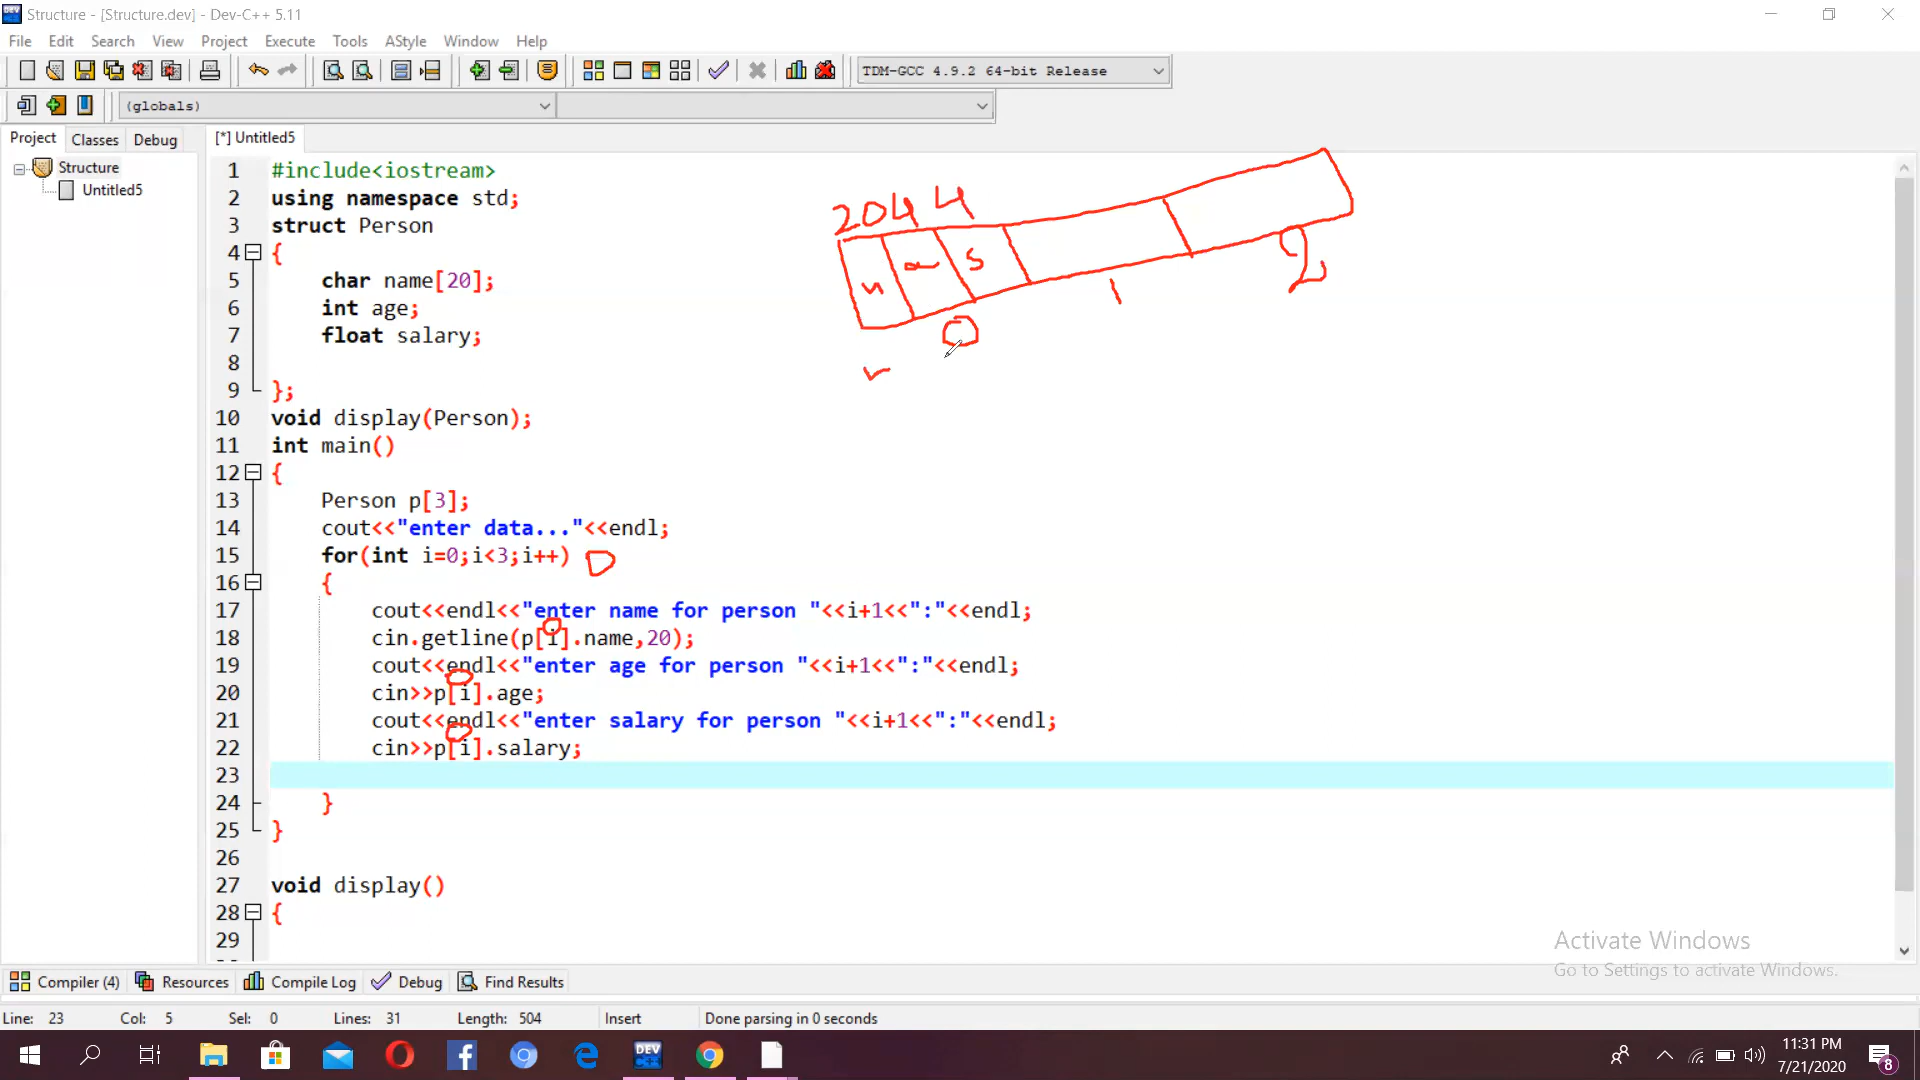 Structure - [Structure.dev] - Dev-C++ 5.11
File Edit Search View Project Execute Tools AStyle Window Help
TDM-GCC 4.9.2 64-bit Release
(globals)
Project Classes Debug [*] Untitled5
Structure
Untitled5
1 #include<iostream>
2 using namespace std;
3 struct Person
4 {
5 char name[20];
6 int age;
7 float salary;
8
9 };
10 void display(Person);
11 int main()
12 {
13 Person p[3];
14 cout<<"enter data..."<<endl;
15 for(int i=0;i<3;i++)
16 {
17 cout<<endl<<"enter name for person "<<i+1<<":"<<endl;
18 cin.getline(p[i].name,20);
19 cout<<endl<<"enter age for person "<<i+1<<":"<<endl;
20 cin>>p[i].age;
21 cout<<endl<<"enter salary for person "<<i+1<<":"<<endl;
22 cin>>p[i].salary;
23
24 }
25 }
26
27 void display()
28 {
29
20 4 4
n a s
0 1 2
Activate Windows
Go to Settings to activate Windows.
Compiler (4) Resources Compile Log Debug Find Results
Line: 23 Col: 5 Sel: 0 Lines: 31 Length: 504 Insert Done parsing in 0 seconds
DEV C++
11:31 PM
7/21/2020
8